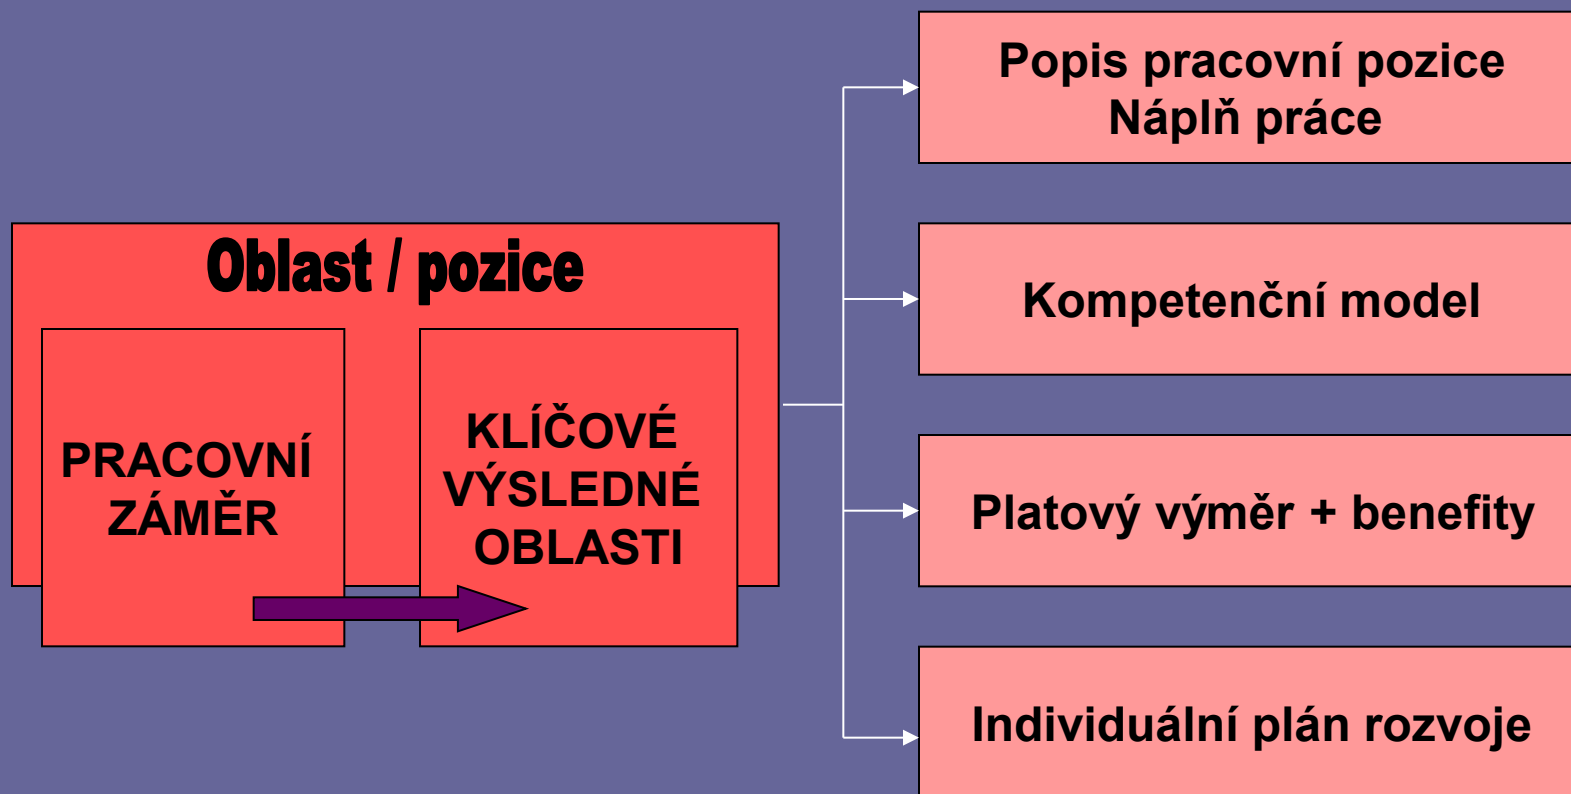 Oblast / pozice
PRACOVNÍ
ZÁMĚR
KLÍČOVÉ
VÝSLEDNÉ
OBLASTI
Popis pracovní pozice
Náplň práce
Kompetenční model
Platový výměr + benefity
Individuální plán rozvoje